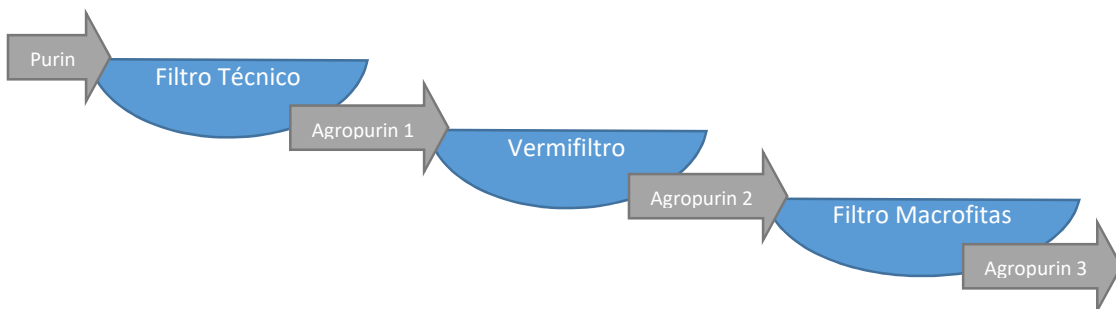 Purin
Filtro Técnico
Agropurin 1
Vermifiltro
Agropurin 2
Filtro Macrofitas
Agropurin 3